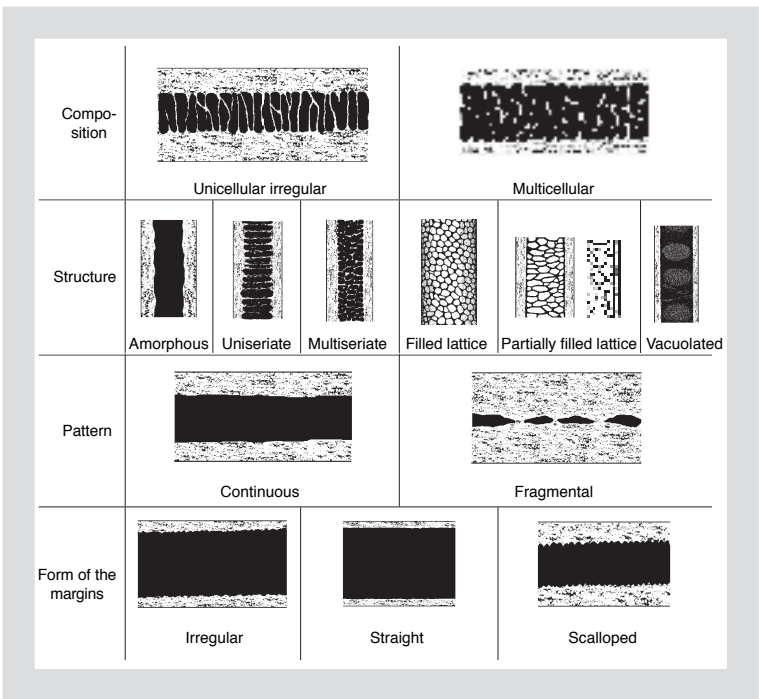 Compo-
sition
Unicellular irregular
Multicellular
Structure
Amorphous
Uniseriate
Multiseriate
Filled lattice
Partially filled lattice
Vacuolated
Pattern
Continuous
Fragmental
Form of the
margins
Irregular
Straight
Scalloped